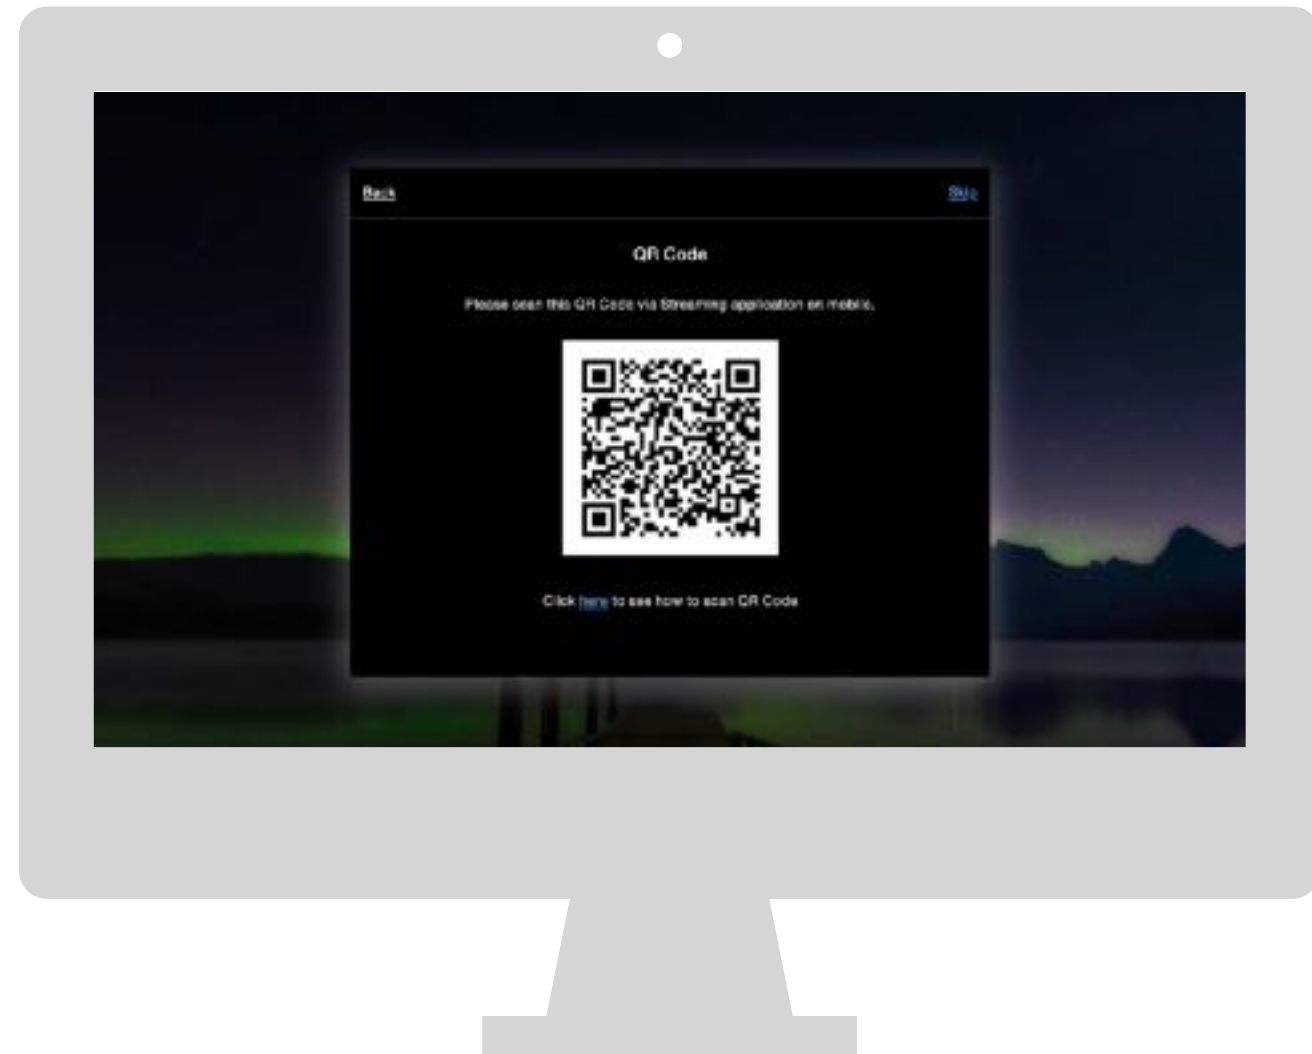 Back
Skip
QR Code
Please scan this QR Code via Streaming application on mobile.
Click here to see how to scan QR Code